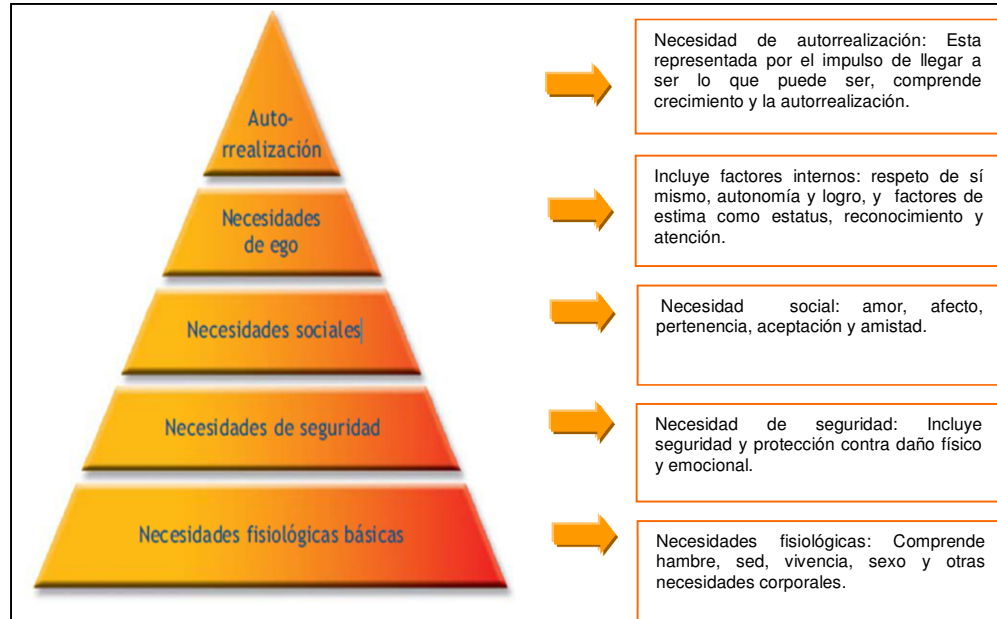 Auto-
rrealización
Necesidad de autorrealización: Esta
representada por el impulso de llegar a
ser lo que puede ser, comprende
crecimiento y la autorrealización.
Necesidades
de ego
Incluye factores internos: respeto de sí
mismo, autonomía y logro, y factores de
estima como estatus, reconocimiento y
atención.
Necesidades sociales
Necesidad social: amor, afecto,
pertenencia, aceptación y amistad.
Necesidades de seguridad
Necesidad de seguridad: Incluye
seguridad y protección contra daño físico
y emocional.
Necesidades fisiológicas básicas
Necesidades fisiológicas: Comprende
hambre, sed, vivencia, sexo y otras
necesidades corporales.